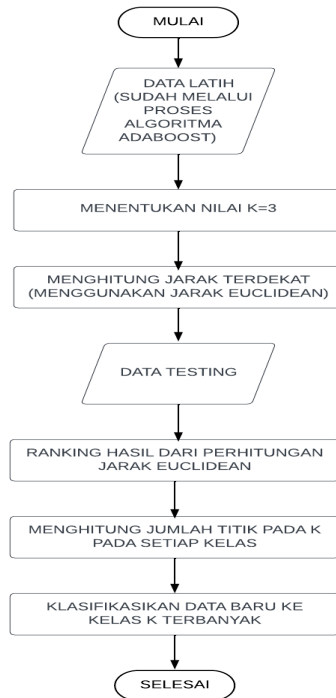 MULAI
DATA LATIH
(SUDAH MELALUI
PROSES
ALGORITMA
ADABOOST)
MENENTUKAN NILAI K=3
MENGHITUNG JARAK TERDEKAT
(MENGGUNAKAN JARAK EUCLIDEAN)
DATA TESTING
RANKING HASIL DARI PERHITUNGAN
JARAK EUCLIDEAN
MENGHITUNG JUMLAH TITIK PADA K
PADA SETIAP KELAS
KLASIFIKASIKAN DATA BARU KE
KELAS K TERBANYAK
SELESAI